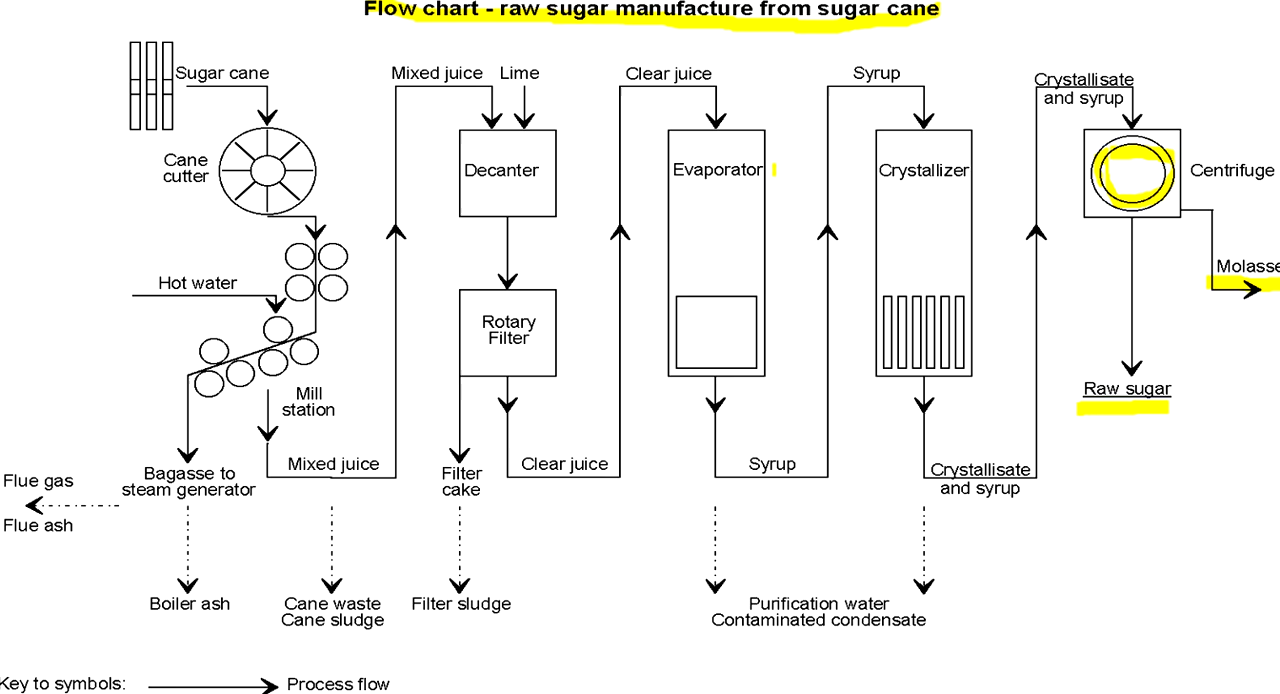 Flow chart - raw sugar manufacture from sugar cane
Sugar cane
Mixed juice
Lime
Clear juice
Syrup
Crystallisate
and syrup
Cane
cutter
Decanter
Evaporator
Crystallizer
Centrifuge
Hot water
Molasse
Rotary
Filter
Mill
station
Raw sugar
Mixed juice
Clear juice
Syrup
Crystallisate
and syrup
Flue gas
Flue ash
Bagasse to
steam generator
Filter
cake
Boiler ash
Cane waste
Cane sludge
Filter sludge
Purification water
Contaminated condensate
Key to symbols:
Process flow